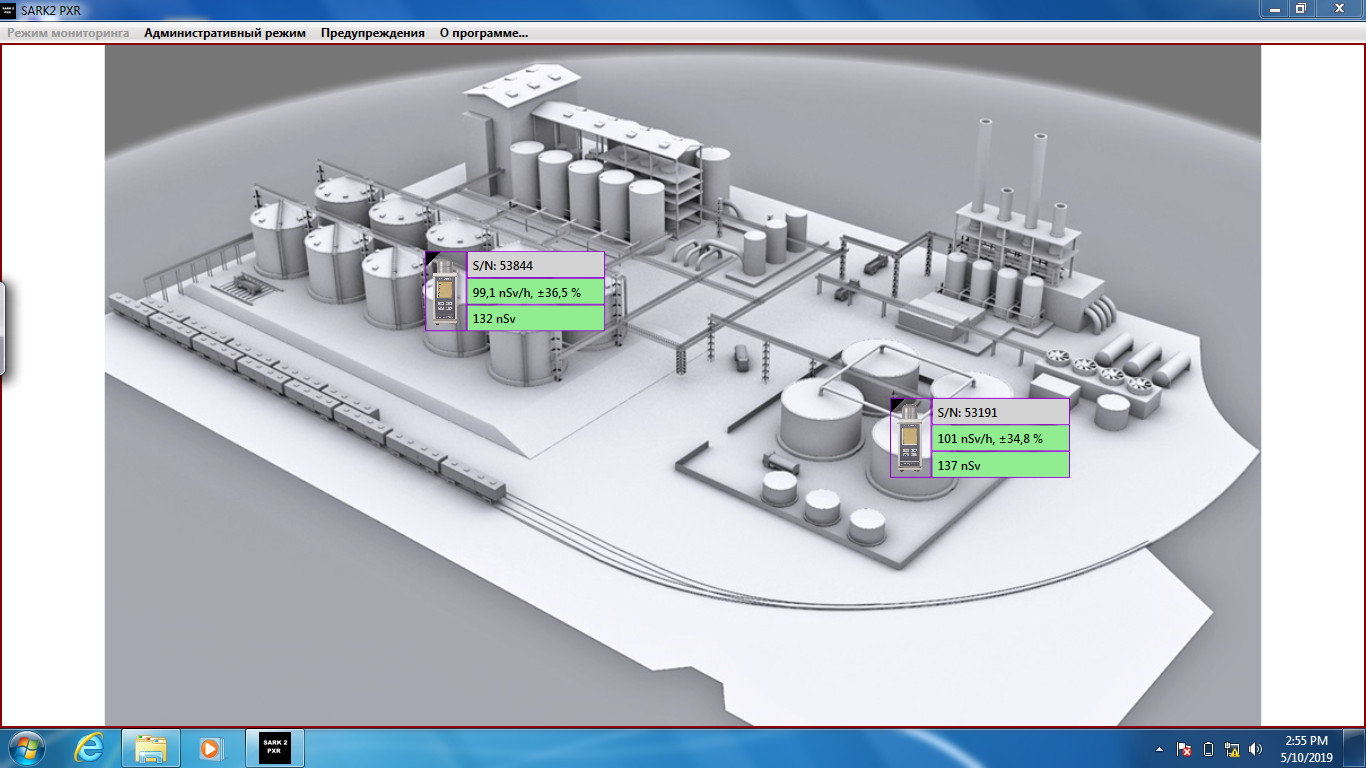 SARK2 PXR
Режим мониторинга Административный режим Предупреждения О программе...
S/N: 53844
99,1 nSv/h, ±36,5 %
132 nSv
S/N: 53191
101 nSv/h, ±34,8 %
137 nSv
SARK 2
PXR
2:55 PM
5/10/2019